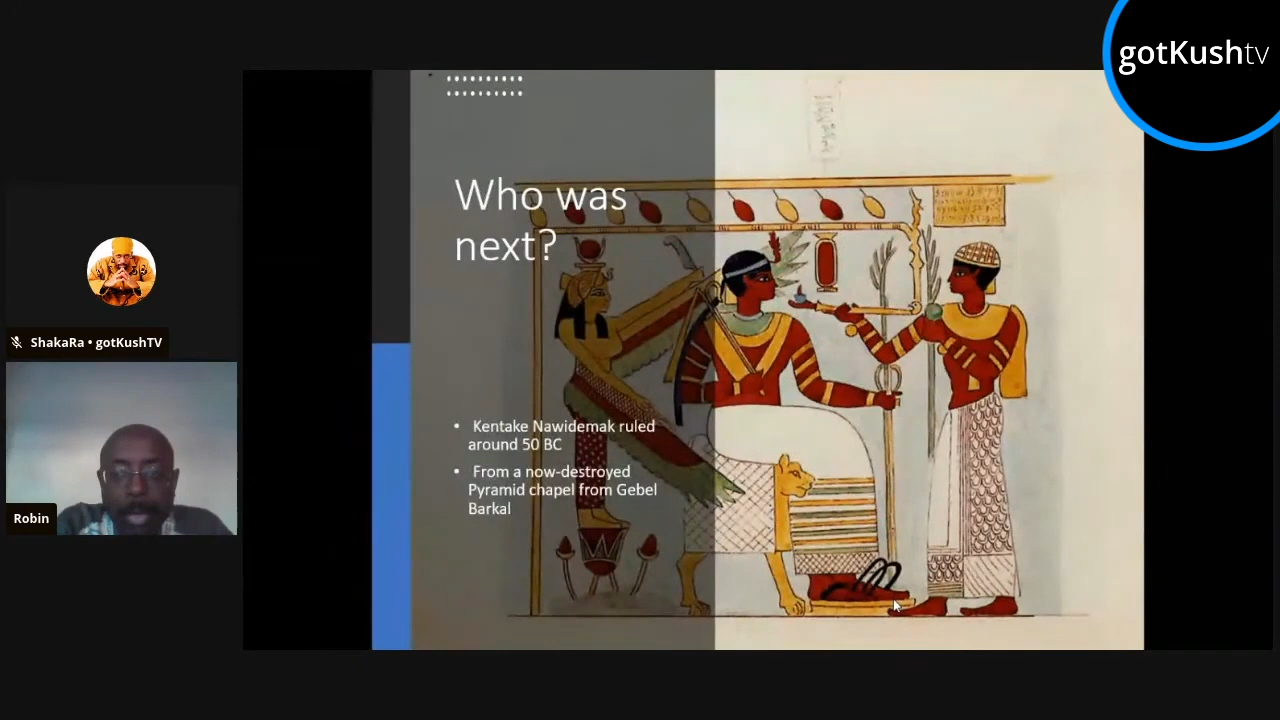 gotKushtv
Who was
next?
• Kentake Nawidemak ruled
around 50 BC
• From a now-destroyed
Pyramid chapel from Gebel
Barkal
ShakaRa • gotKushTV
Robin